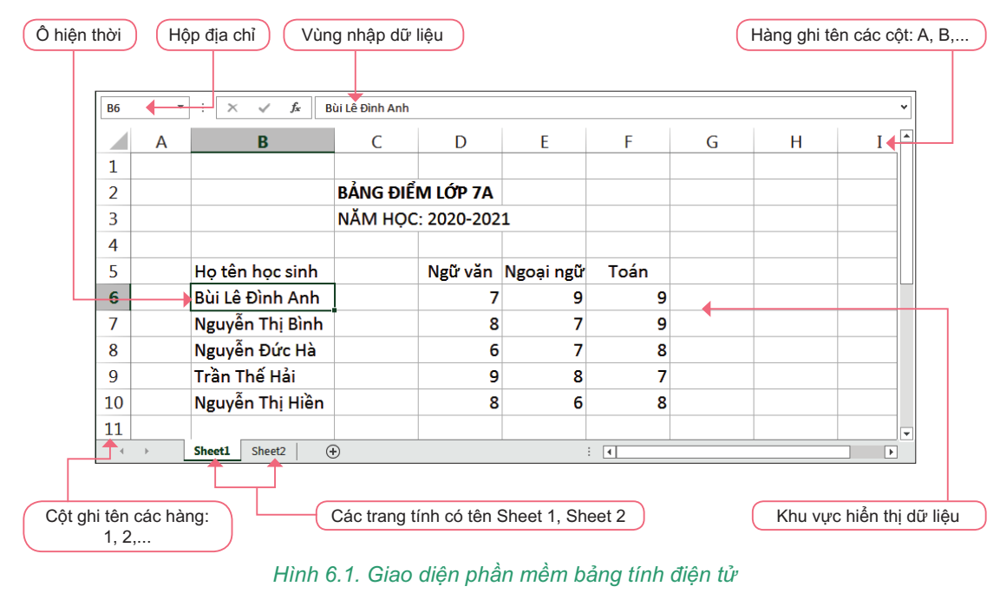 Ô hiện thời Hộp địa chỉ Vùng nhập dữ liệu Hàng ghi tên các cột: A, B,...
B6 fx Bùi Lê Đình Anh
A B C D E F G H I
1
2 BẢNG ĐIỂM LỚP 7A
3 NĂM HỌC: 2020-2021
4
5 Họ tên học sinh Ngữ văn Ngoại ngữ Toán
6 Bùi Lê Đình Anh 7 9 9
7 Nguyễn Thị Bình 8 7 9
8 Nguyễn Đức Hà 6 7 8
9 Trần Thế Hải 9 8 7
10 Nguyễn Thị Hiền 8 6 8
11
Sheet1 Sheet2
Cột ghi tên các hàng:
1, 2,...
Các trang tính có tên Sheet 1, Sheet 2
Khu vực hiển thị dữ liệu
Hình 6.1. Giao diện phần mềm bảng tính điện tử